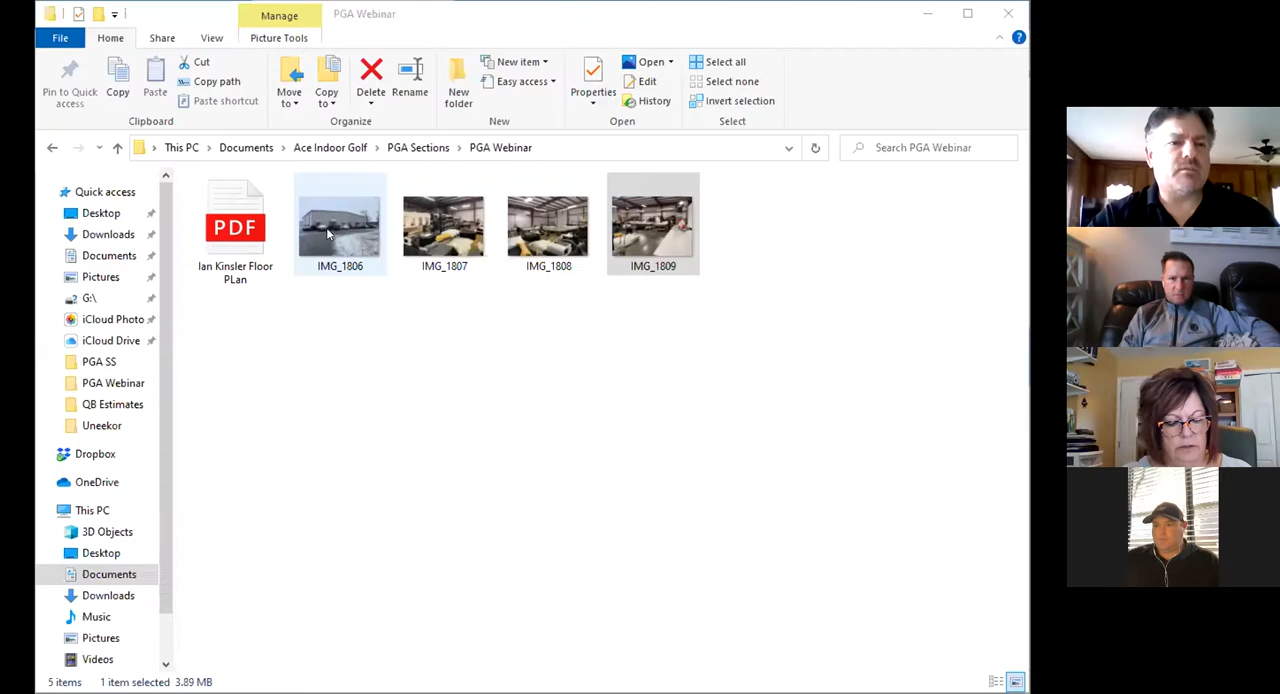 Manage
PGA Webinar
File
Home
Share
View
Picture Tools
Pin to Quick access
Copy
Paste
Cut
Copy path
Paste shortcut
Clipboard
Move to
Copy to
Delete
Rename
Organize
New folder
New item
Easy access
New
Properties
Open
Edit
History
Open
Select all
Select none
Invert selection
Select
This PC > Documents > Ace Indoor Golf > PGA Sections > PGA Webinar
Search PGA Webinar
Quick access
Desktop
Downloads
Documents
Pictures
G:\
iCloud Photo
iCloud Drive
PGA SS
PGA Webinar
QB Estimates
Uneekor
Dropbox
OneDrive
This PC
3D Objects
Desktop
Documents
Downloads
Music
Pictures
Videos
PDF
Ian Kinsler Floor
PLan
IMG_1806
IMG_1807
IMG_1808
IMG_1809
5 items 1 item selected 3.89 MB